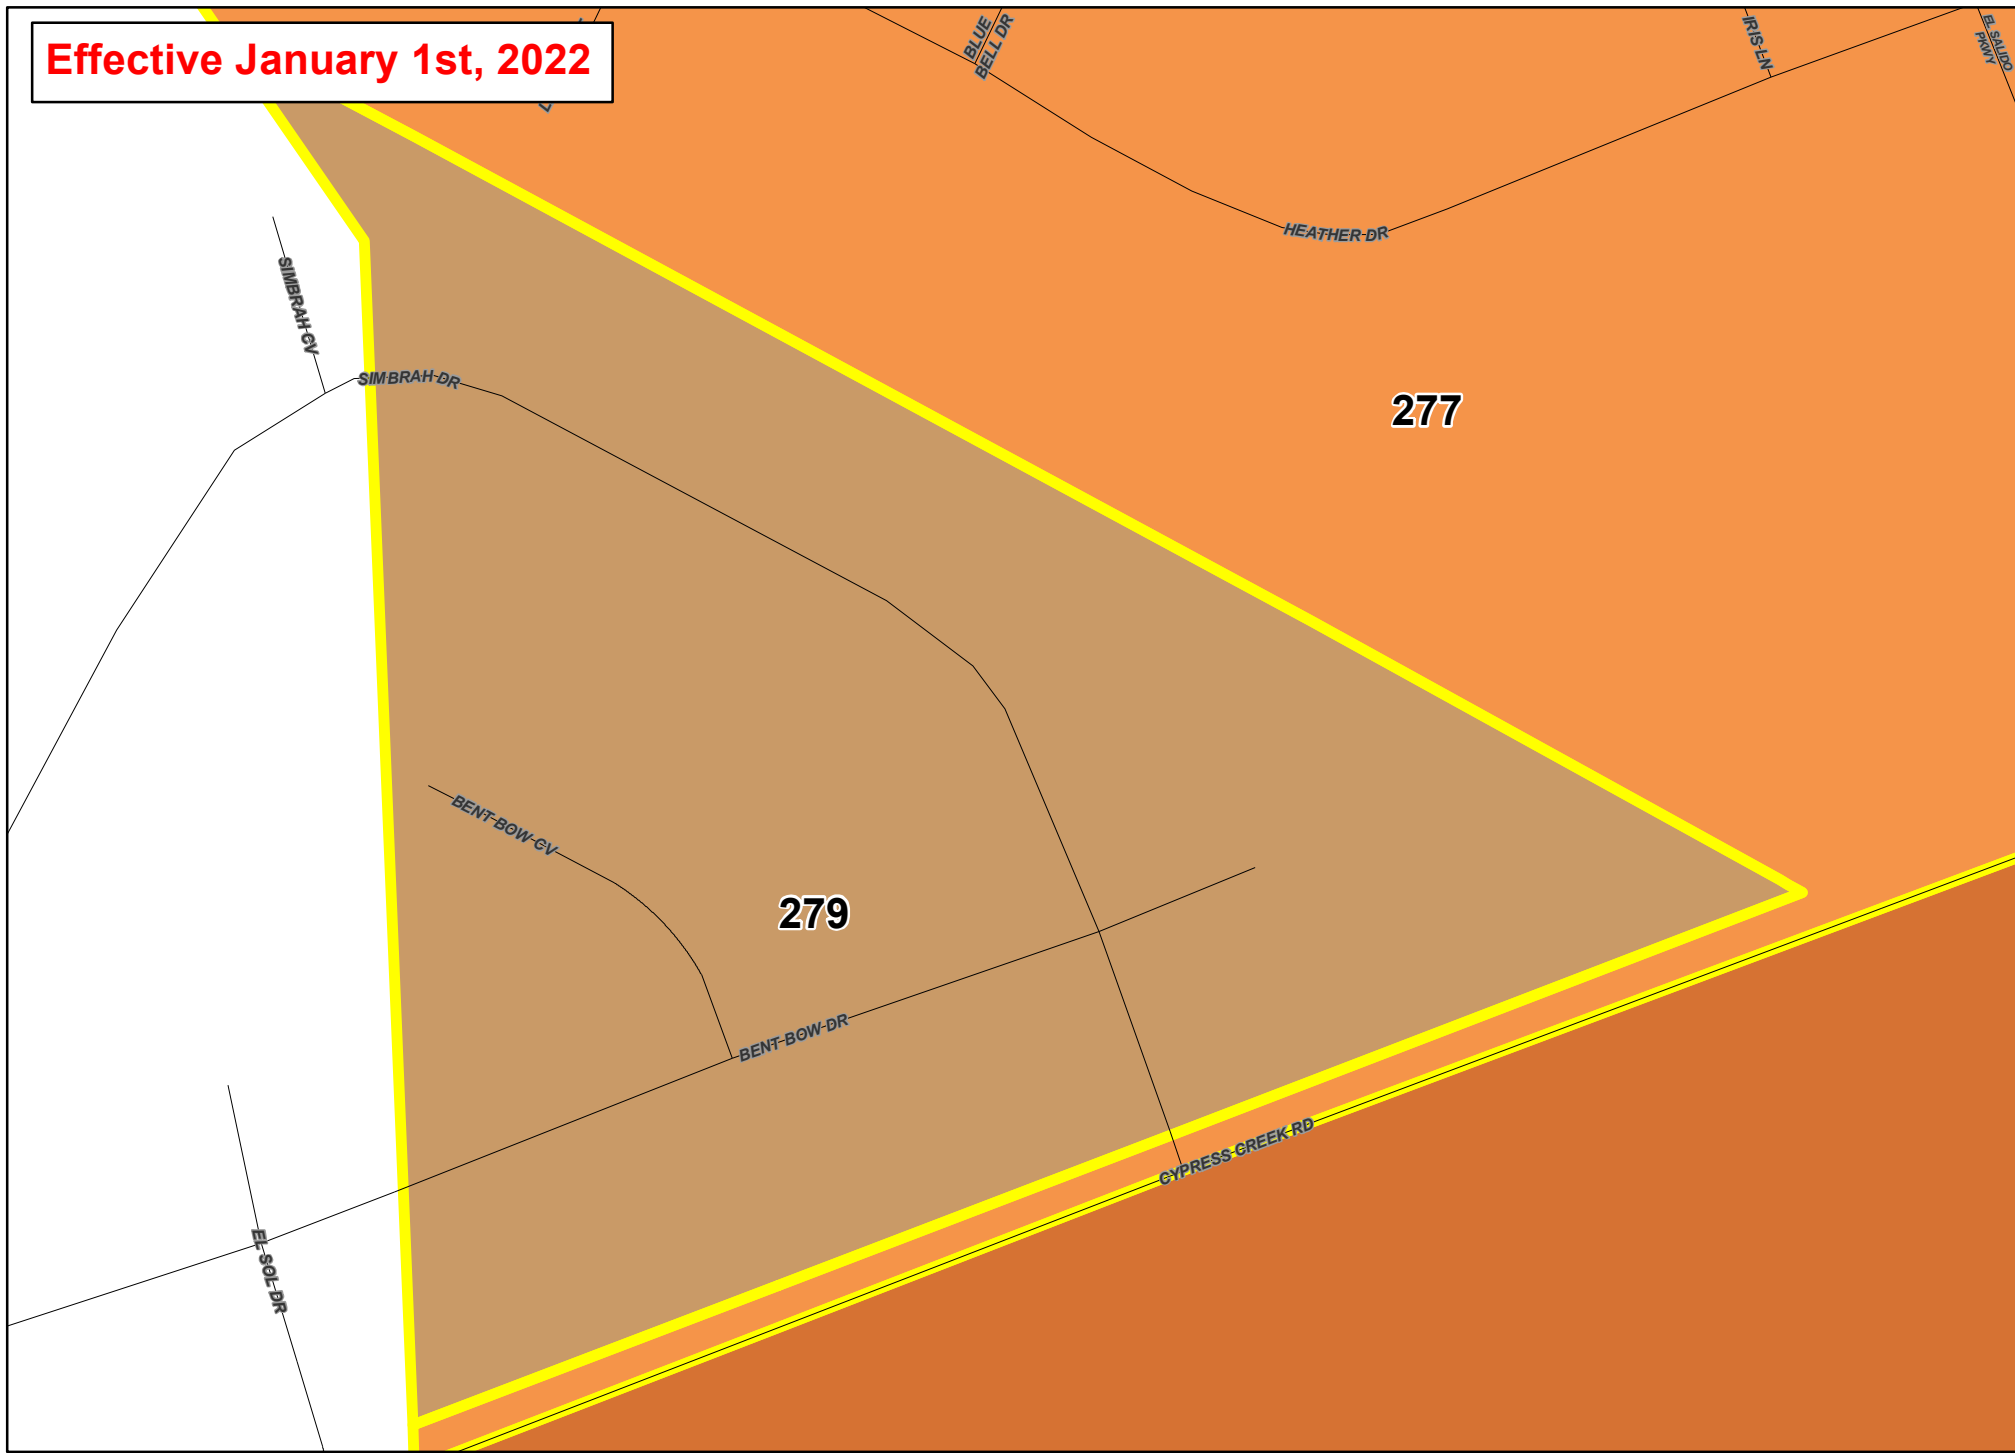 Effective January 1st, 2022
BLUE
BELL DR
IRIS LN
EL SALIDO
PKWY
HEATHER DR
SIMBRAH CV
SIMBRAH DR
277
BENT BOW CV
279
BENT BOW DR
CYPRESS CREEK RD
EL SOL DR